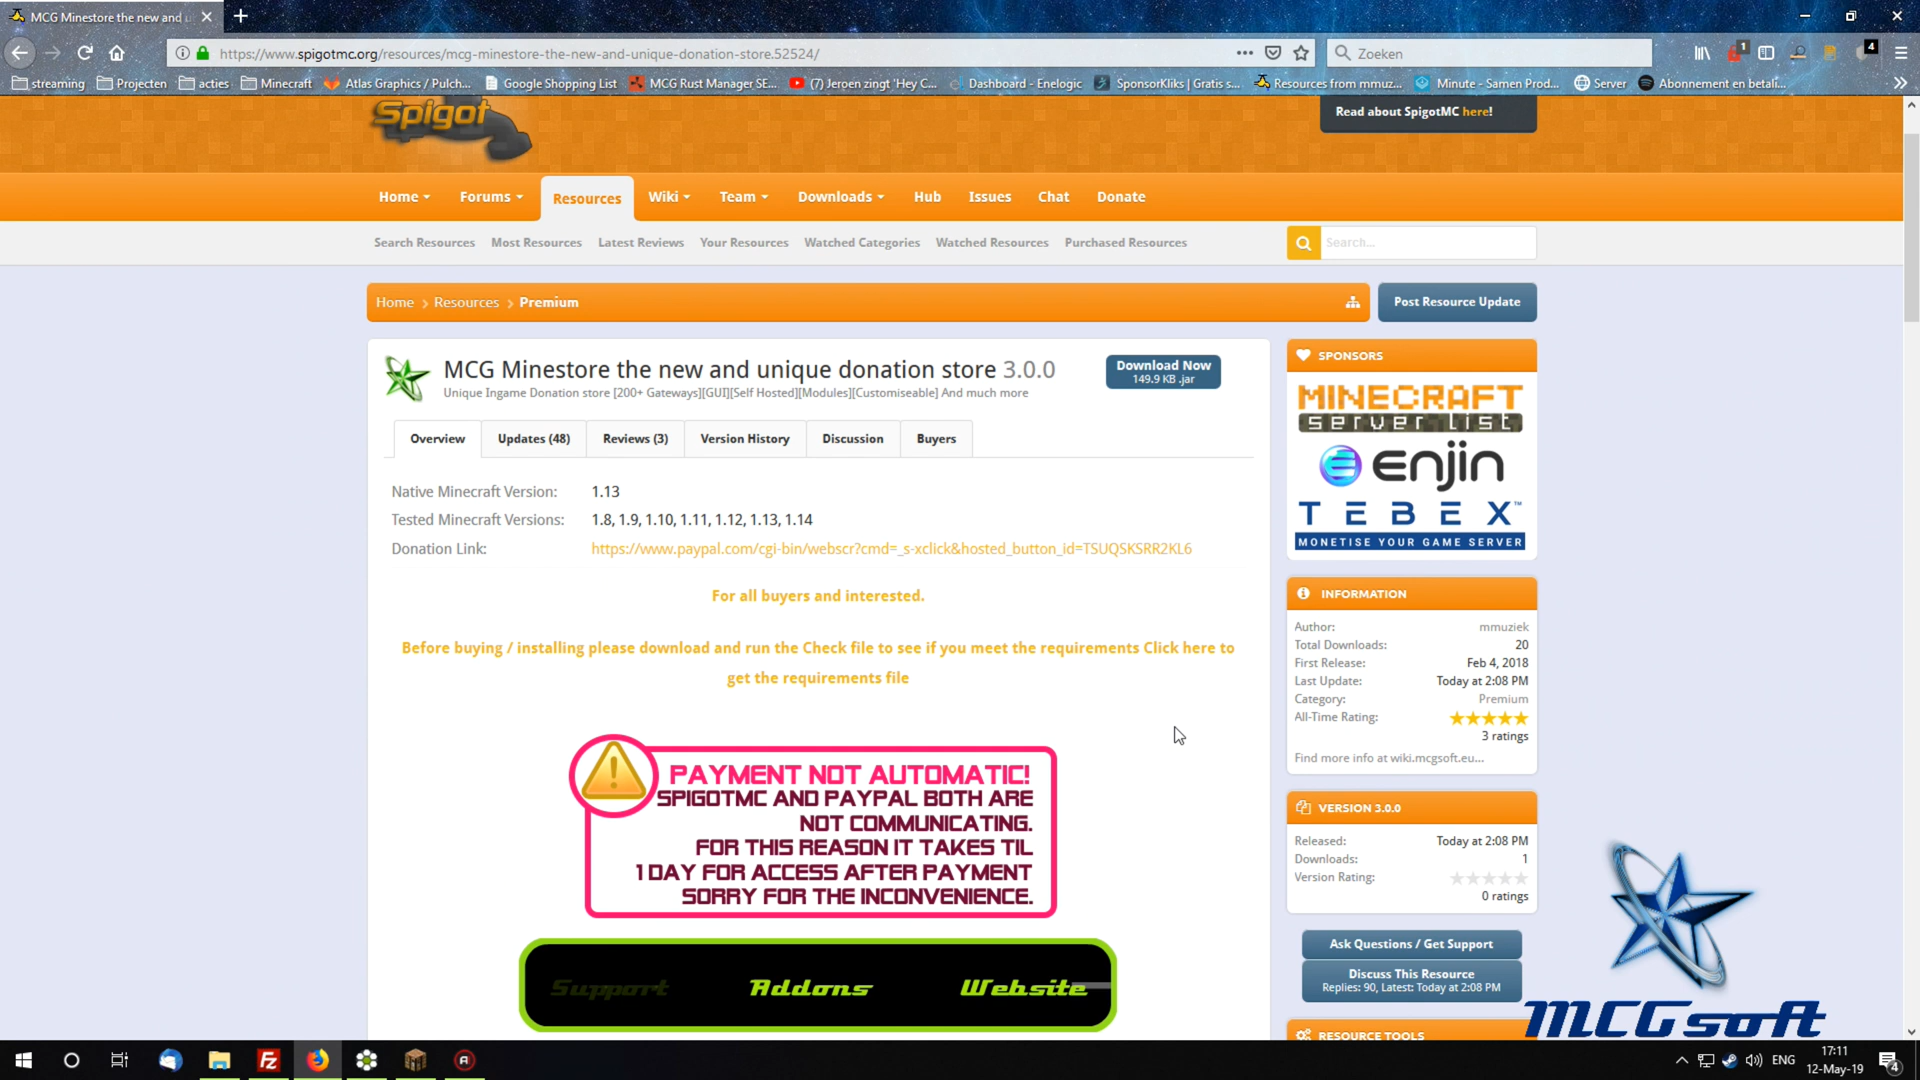 MCG Minestore the new and u
https://www.spigotmc.org/resources/mcg-minestore-the-new-and-unique-donation-store.52524/
Zoeken
1
4
streaming
Projecten
acties
Minecraft
Atlas Graphics / Pulch...
Google Shopping List
MCG Rust Manager SE...
(7) Jeroen zingt 'Hey C...
Dashboard - Enelogic
SponsorKliks | Gratis s...
Resources from mmuz...
Minute - Samen Prod...
Server
Abonnement en betali...
Spigot
Read about SpigotMC here!
Home
Forums
Resources
Wiki
Team
Downloads
Hub
Issues
Chat
Donate
Search Resources
Most Resources
Latest Reviews
Your Resources
Watched Categories
Watched Resources
Purchased Resources
Search...
Home
Resources
Premium
Post Resource Update
MCG Minestore the new and unique donation store 3.0.0
Unique Ingame Donation store [200+ Gateways][GUI][Self Hosted][Modules][Customiseable] And much more
Download Now
149.9 KB .jar
Overview
Updates (48)
Reviews (3)
Version History
Discussion
Buyers
Native Minecraft Version: 1.13
Tested Minecraft Versions: 1.8, 1.9, 1.10, 1.11, 1.12, 1.13, 1.14
Donation Link: https://www.paypal.com/cgi-bin/webscr?cmd=_s-xclick&hosted_button_id=TSUQSKSRR2KL6
For all buyers and interested.
Before buying / installing please download and run the Check file to see if you meet the requirements Click here to
get the requirements file
PAYMENT NOT AUTOMATIC!
SPIGOTMC AND PAYPAL BOTH ARE
NOT COMMUNICATING.
FOR THIS REASON IT TAKES TIL
1 DAY FOR ACCESS AFTER PAYMENT
SORRY FOR THE INCONVENIENCE.
Support
Addons
Website
SPONSORS
MINECRAFT
server list
enjin
TEBEX™
MONETISE YOUR GAME SERVER
INFORMATION
Author: mmuziek
Total Downloads: 20
First Release: Feb 4, 2018
Last Update: Today at 2:08 PM
Category: Premium
All-Time Rating:
3 ratings
Find more info at wiki.mcgsoft.eu...
VERSION 3.0.0
Released: Today at 2:08 PM
Downloads: 1
Version Rating:
0 ratings
Ask Questions / Get Support
Discuss This Resource
Replies: 90, Latest: Today at 2:08 PM
RESOURCE TOOLS
MCGsoft
ENG
17:11
12-May-19
4